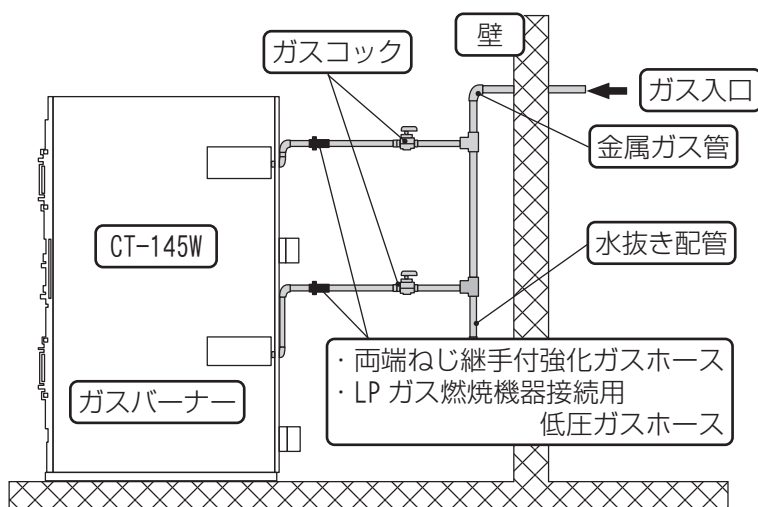 壁
ガスコック
ガス入口
金属ガス管
CT-145W
水抜き配管
・両端ねじ継手付強化ガスホース
・LP ガス燃焼機器接続用
低圧ガスホース
ガスバーナー